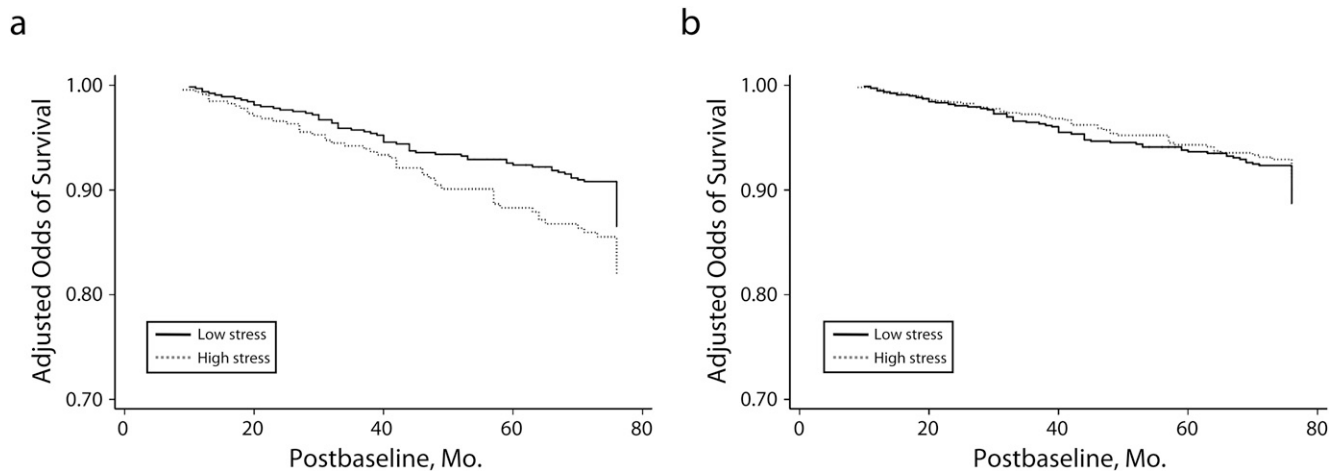 a
Adjusted Odds of Survival
1.00
0.90
0.80
0.70
Low stress
High stress
0
20
40
60
80
Postbaseline, Mo.
b
Adjusted Odds of Survival
1.00
0.90
0.80
0.70
Low stress
High stress
0
20
40
60
80
Postbaseline, Mo.